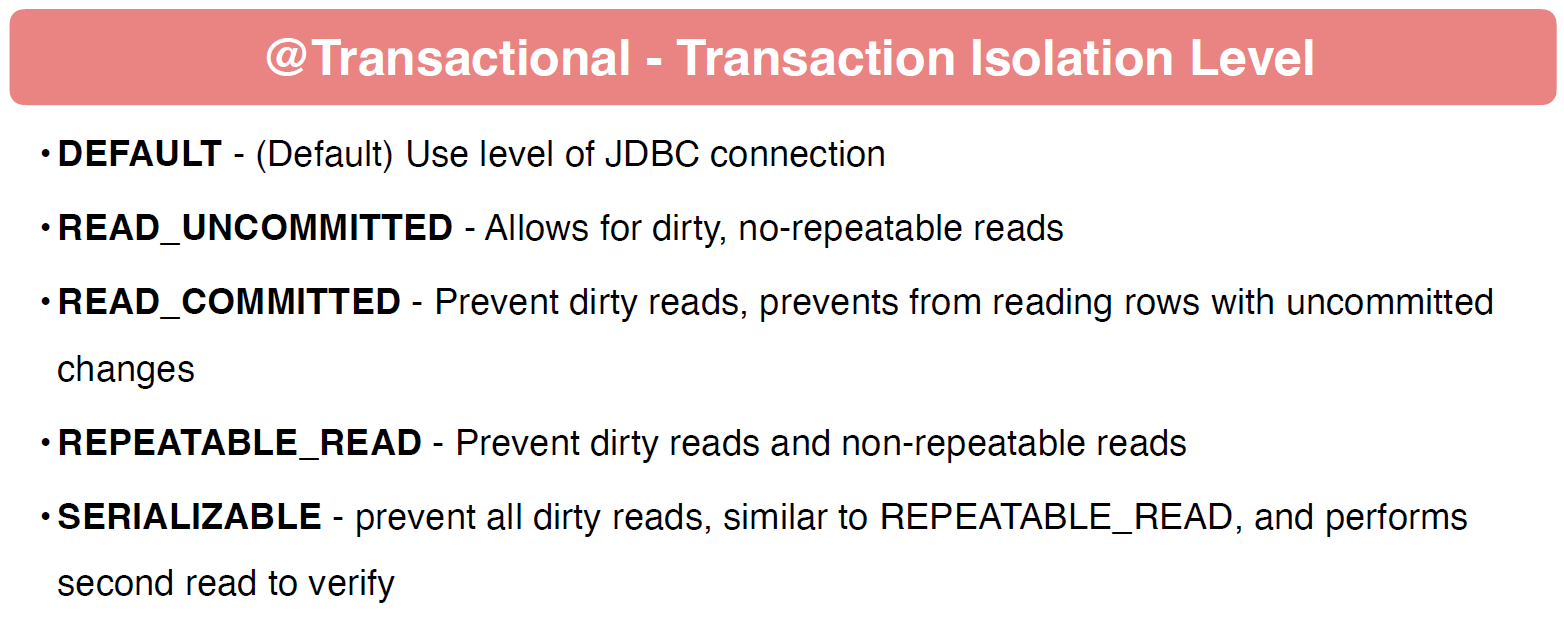 @Transactional - Transaction Isolation Level
• DEFAULT - (Default) Use level of JDBC connection
• READ_UNCOMMITTED - Allows for dirty, no-repeatable reads
• READ_COMMITTED - Prevent dirty reads, prevents from reading rows with uncommitted
changes
• REPEATABLE_READ - Prevent dirty reads and non-repeatable reads
• SERIALIZABLE - prevent all dirty reads, similar to REPEATABLE_READ, and performs
second read to verify